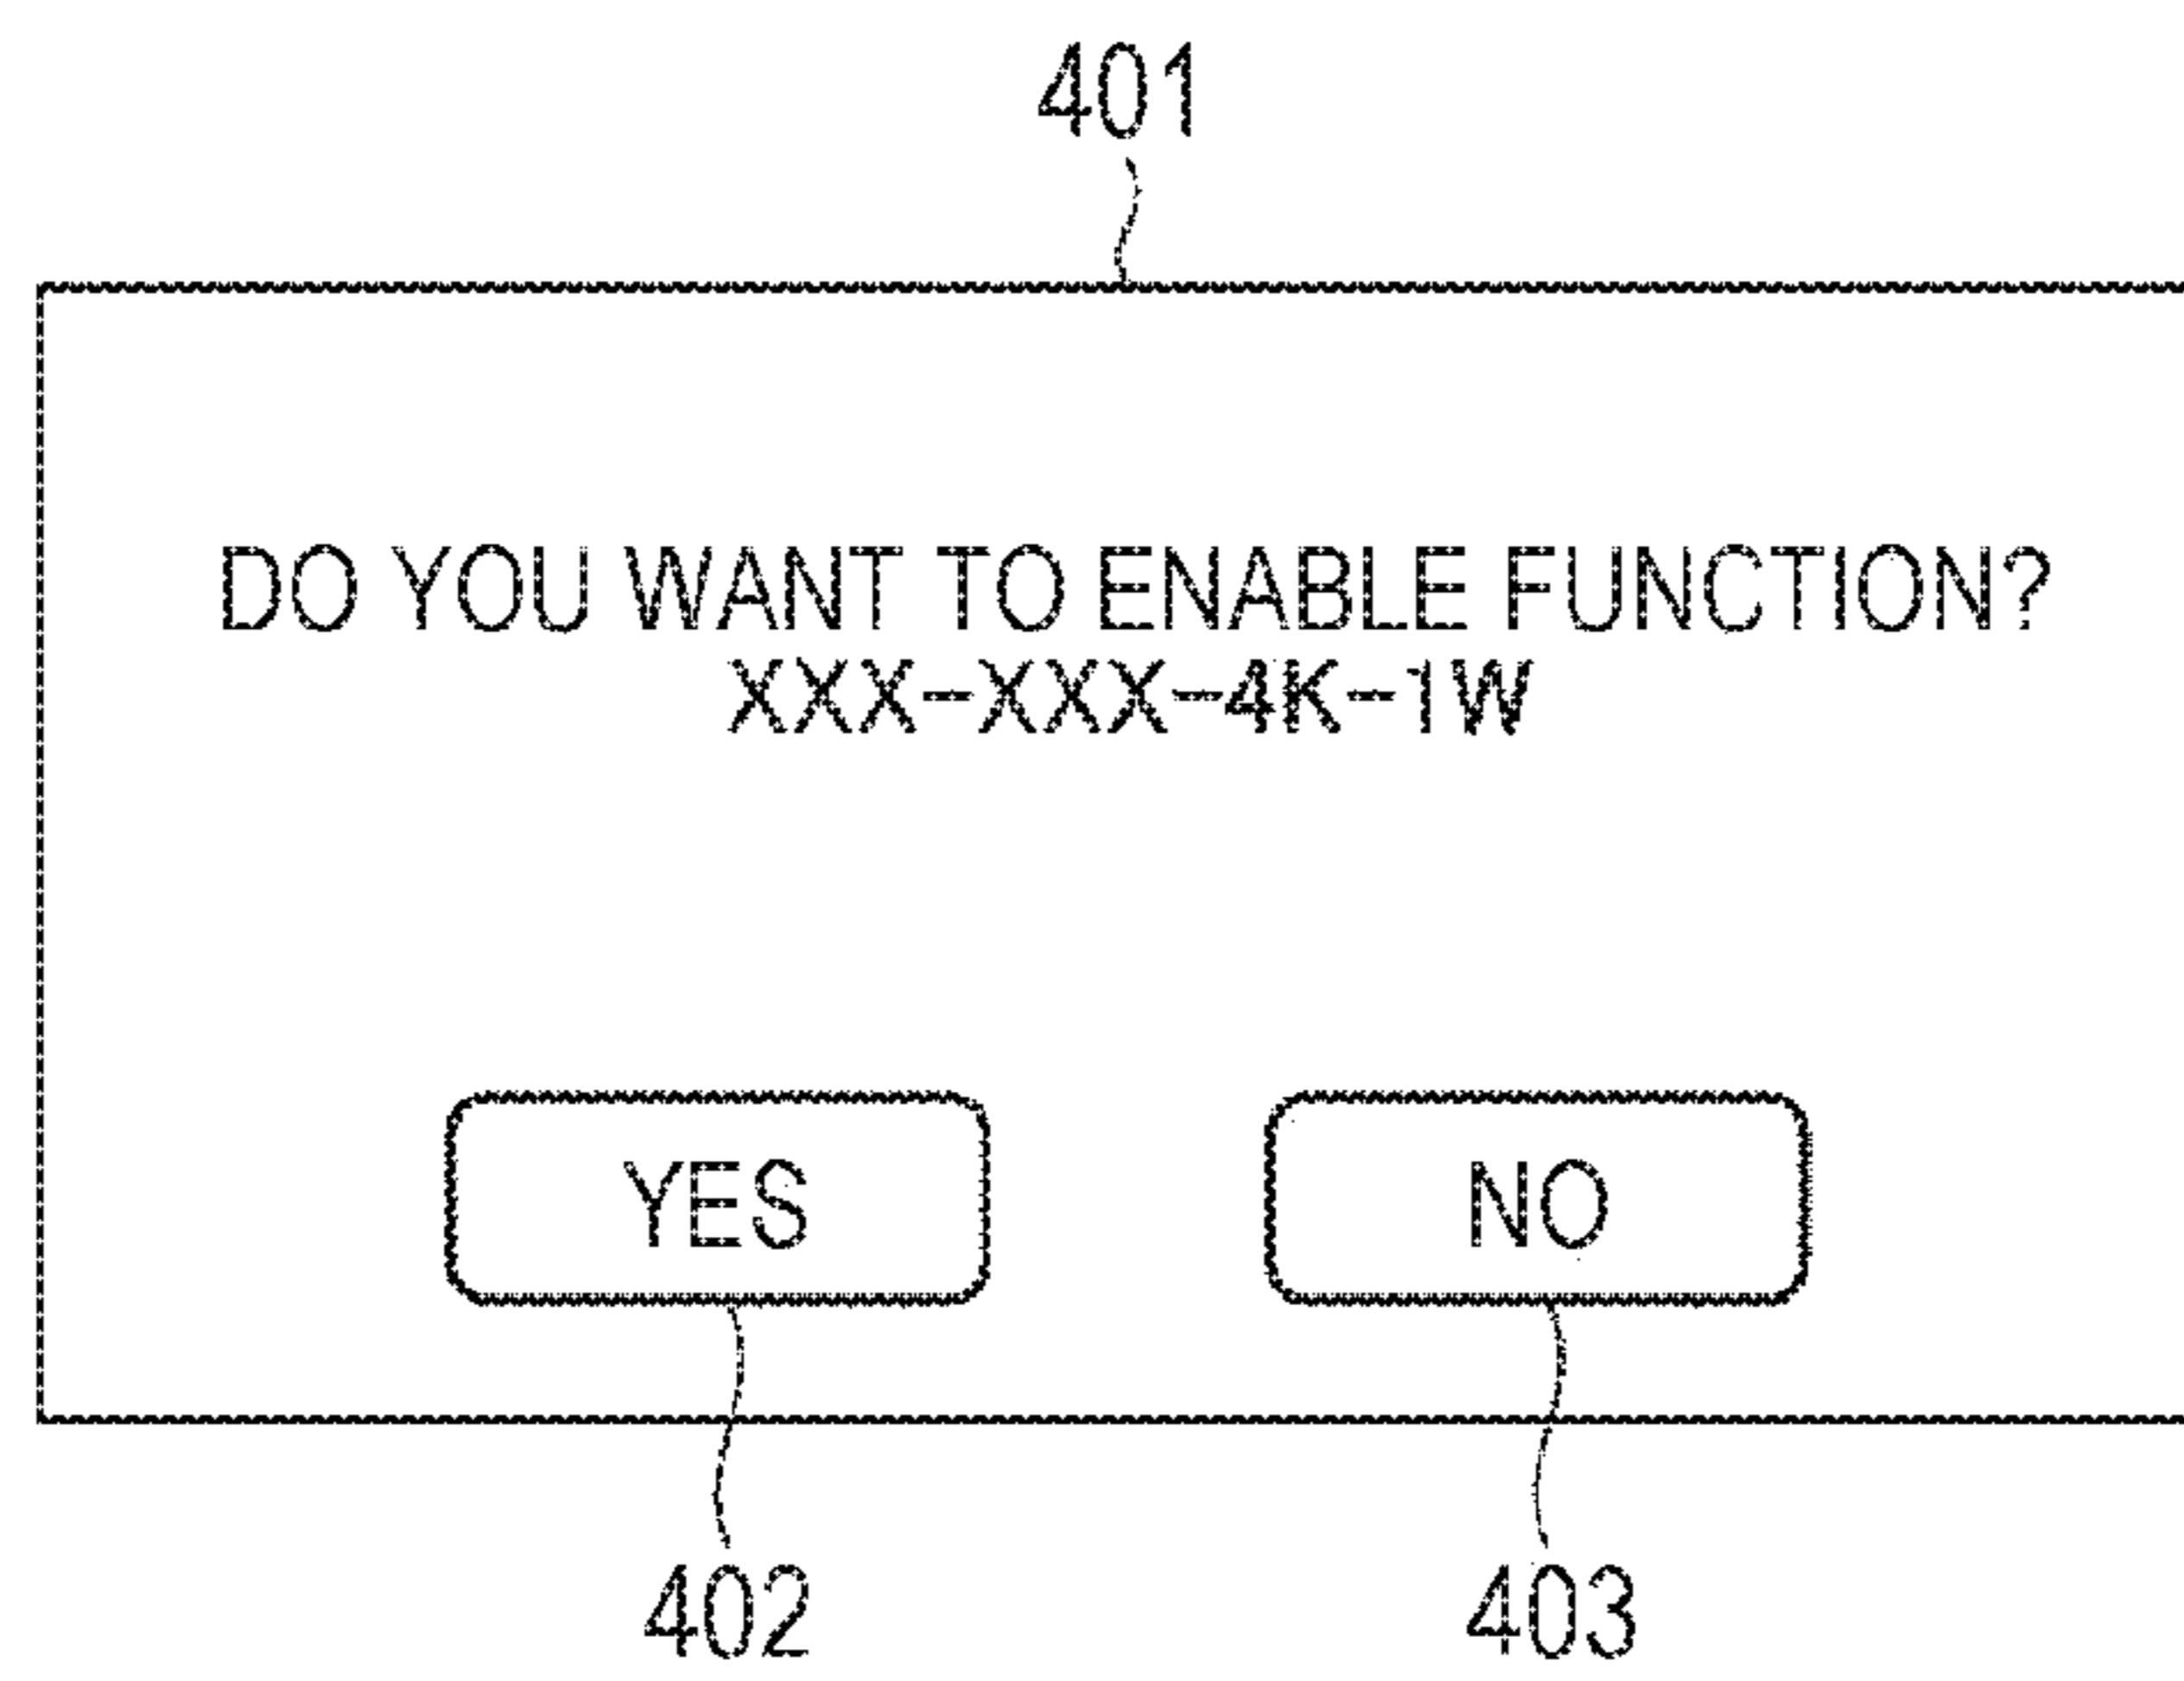 401
DO YOU WANT TO ENABLE FUNCTION?
XXX-XXX-4K-1W
YES NO
402 403